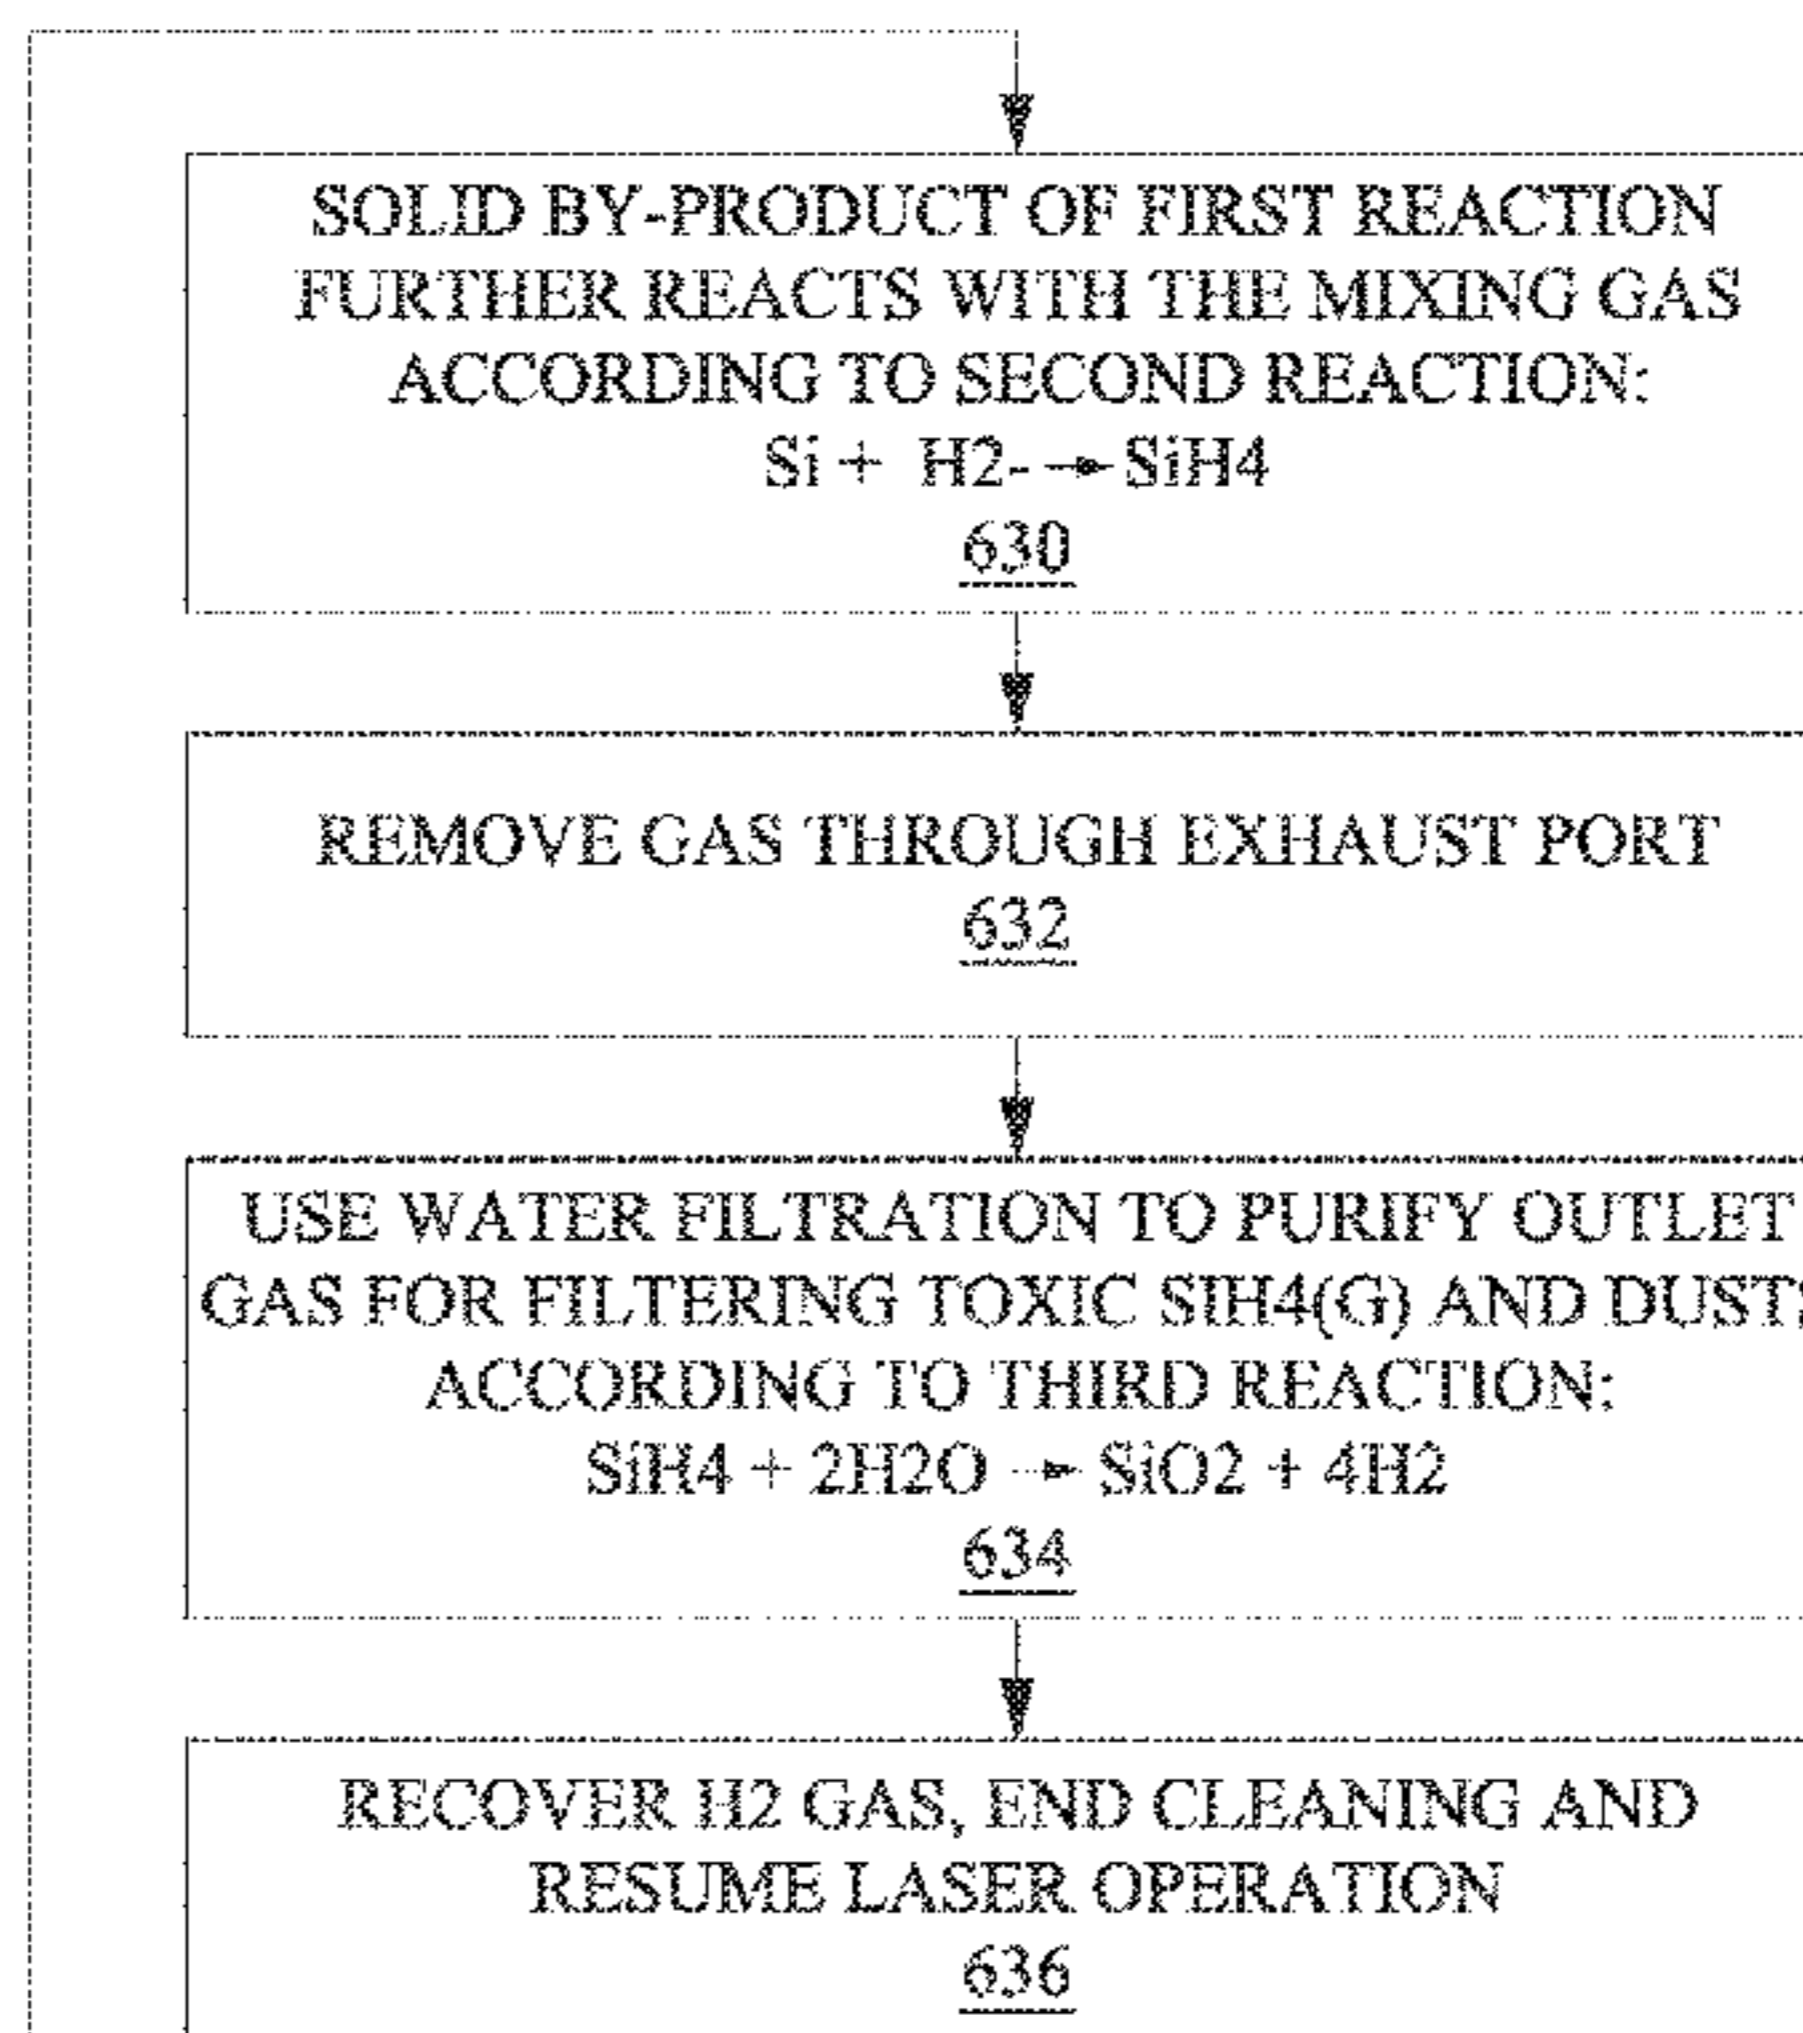 SOLID BY-PRODUCT OF FIRST REACTION
FURTHER REACTS WITH THE MIXING GAS
ACCORDING TO SECOND REACTION:
Si + H2- → SiH4
630
REMOVE GAS THROUGH EXHAUST PORT
632
USE WATER FILTRATION TO PURIFY OUTLET
GAS FOR FILTERING TOXIC SIH4(G) AND DUSTS
ACCORDING TO THIRD REACTION:
SiH4 + 2H2O → SiO2 + 4H2
634
RECOVER H2 GAS, END CLEANING AND
RESUME LASER OPERATION
636